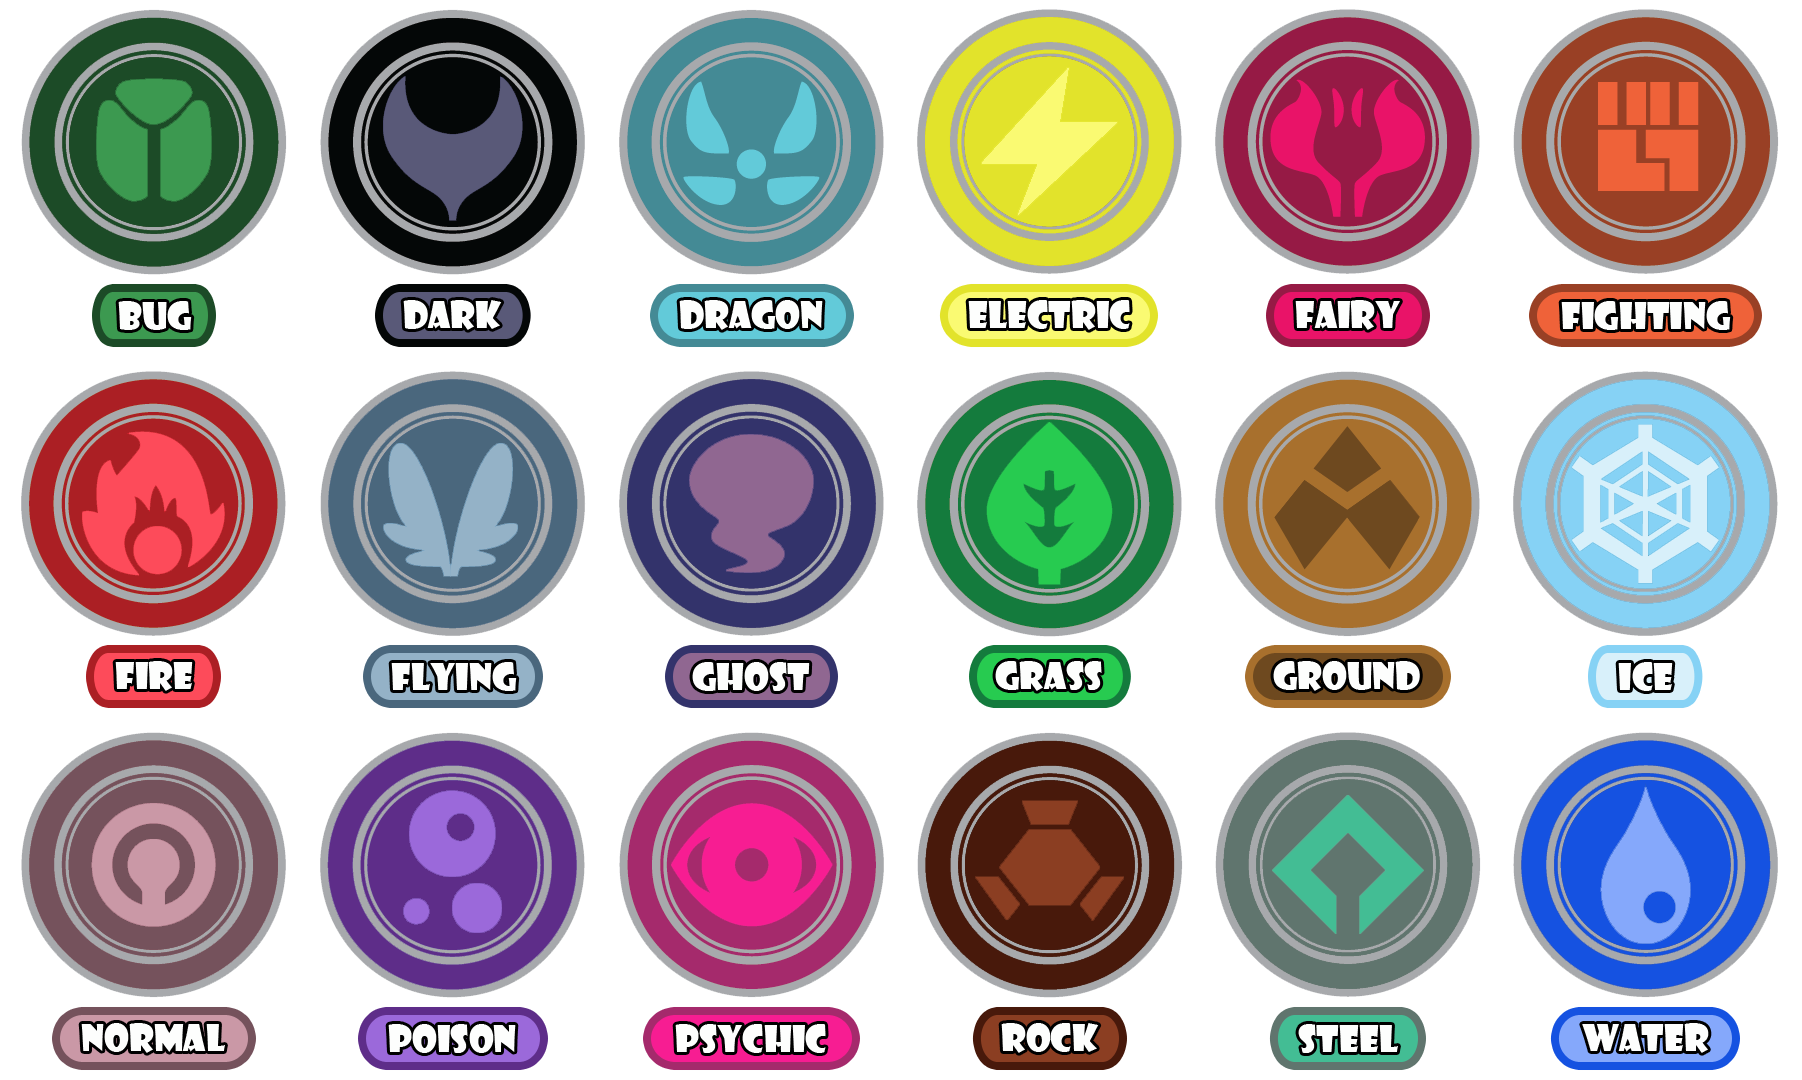 BUG
DARK
DRAGON
ELECTRIC
FAIRY
FIGHTING
FIRE
FLYING
GHOST
GRASS
GROUND
ICE
NORMAL
POISON
PSYCHIC
ROCK
STEEL
WATER